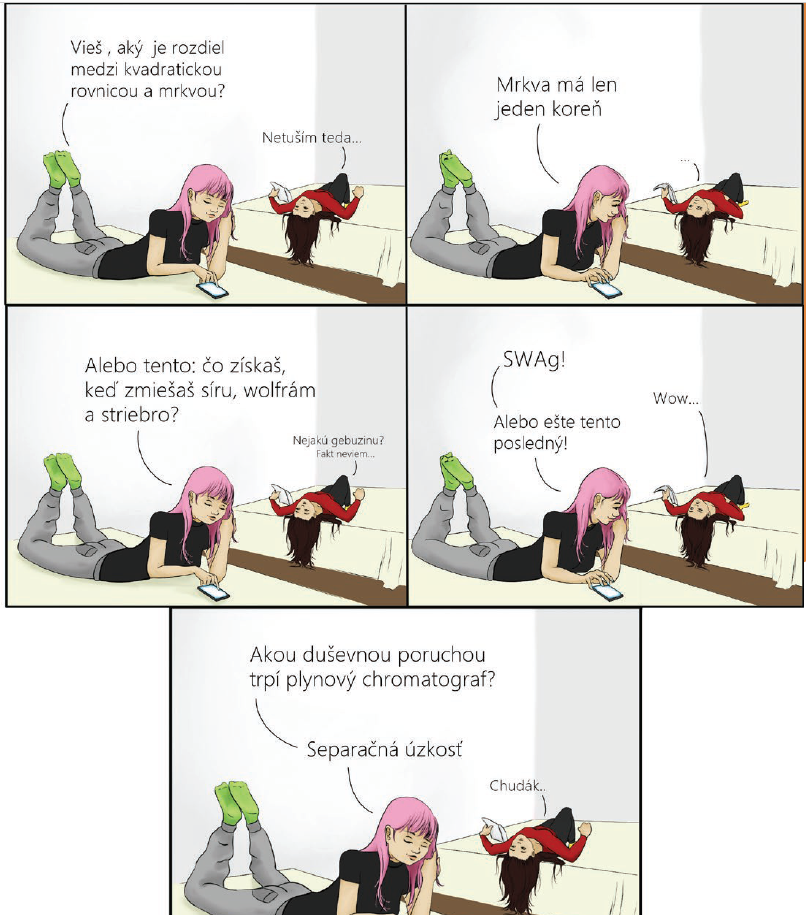 Vieš , aký je rozdiel
medzi kvadratickou
rovnicou a mrkvou?
Netuším teda...
Mrkva má len
jeden koreň
...
Alebo tento: čo získaš,
keď zmiešaš síru, wolfrám
a striebro?
Nejakú gebuzinu?
Fakt neviem...
SWAg!
Wow...
Alebo ešte tento
posledný!
Akou duševnou poruchou
trpí plynový chromatograf?
Separačná úzkosť
Chudák..